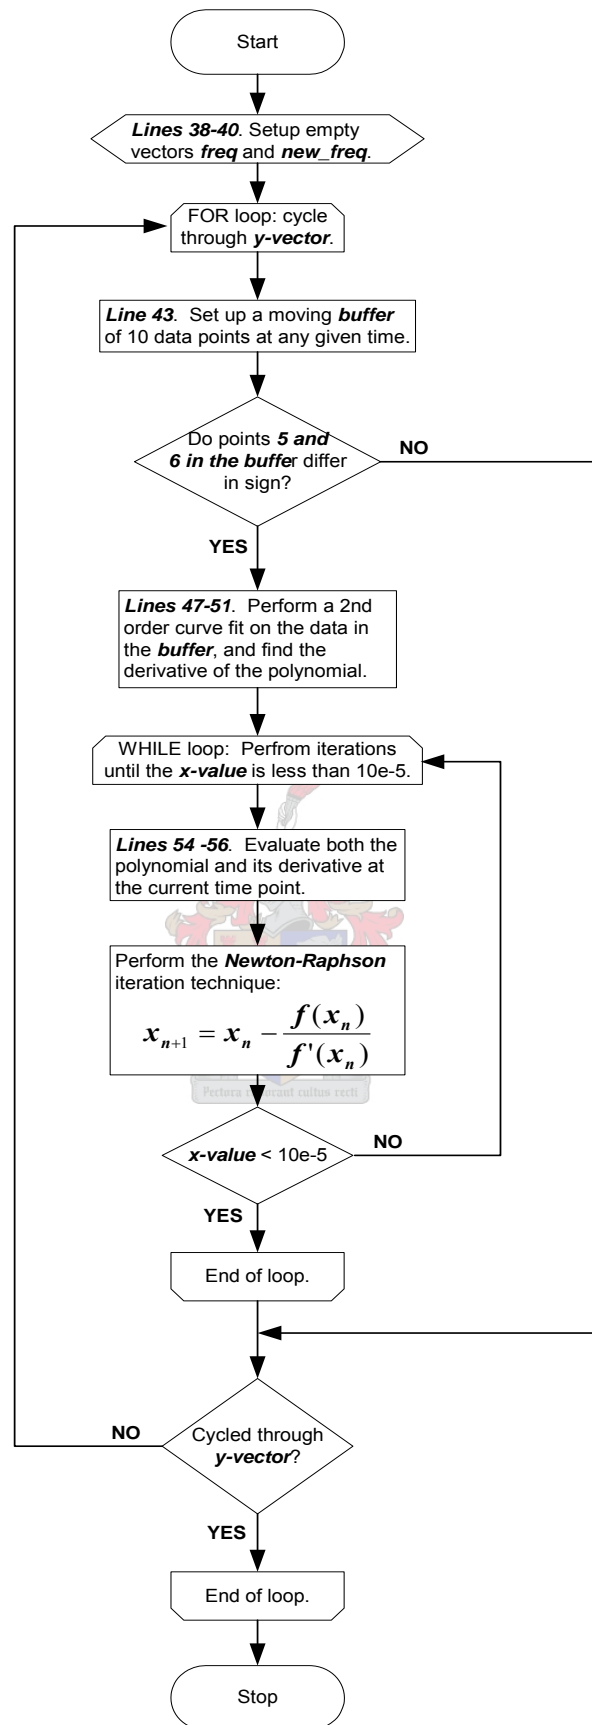 Start
Lines 38-40. Setup empty
vectors freq and new_freq.
FOR loop: cycle
through y-vector.
Line 43. Set up a moving buffer
of 10 data points at any given time.
Do points 5 and
6 in the buffer differ
in sign?
NO
YES
Lines 47-51. Perform a 2nd
order curve fit on the data in
the buffer, and find the
derivative of the polynomial.
WHILE loop: Perfrom iterations
until the x-value is less than 10e-5.
Lines 54 -56. Evaluate both the
polynomial and its derivative at
the current time point.
Perform the Newton-Raphson
iteration technique:
x_{n+1} = x_n - f(x_n) / f'(x_n)
Pectora roborant cultus recti
x-value < 10e-5
NO
YES
End of loop.
NO
Cycled through
y-vector?
YES
End of loop.
Stop